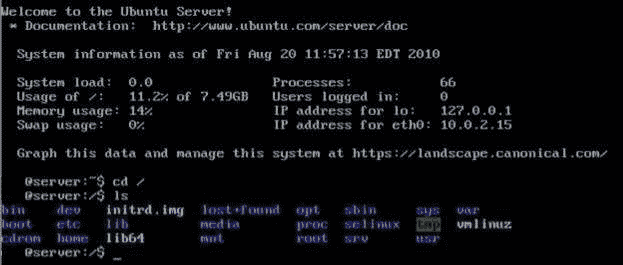 Welcome to the Ubuntu Server!
 * Documentation:  http://www.ubuntu.com/server/doc
  System information as of Fri Aug 20 11:57:13 EDT 2010
  System load:  0.0               Processes:           66
  Usage of /:   11.2% of 7.49GB   Users logged in:     0
  Memory usage: 14%               IP address for lo:   127.0.0.1
  Swap usage:   0%                IP address for eth0: 10.0.2.15
  Graph this data and manage this system at https://landscape.canonical.com/
@server:~$ cd /
@server:/$ ls
bin    dev   initrd.img  lost+found  opt   sbin     sys  var
boot   etc   lib         media       proc  selinux  tmp  vmlinuz
cdrom  home  lib64       mnt         root  srv      usr
@server:/$ _